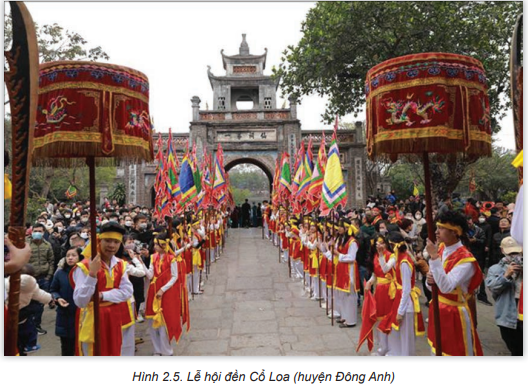 Hình 2.5. Lễ hội đền Cổ Loa (huyện Đông Anh)